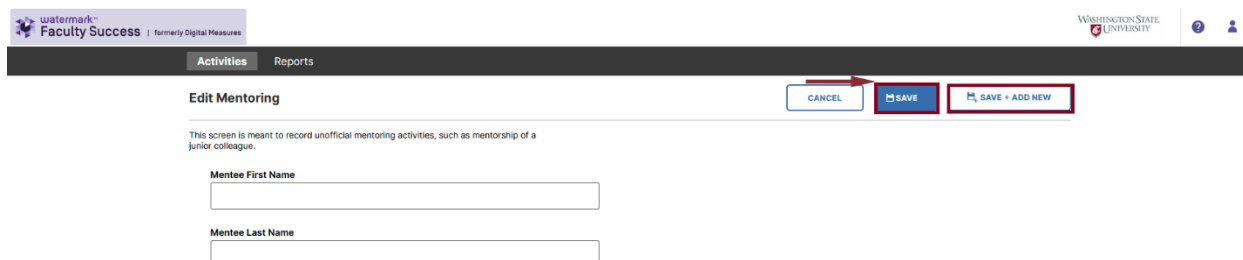 watermark™
Faculty Success | formerly Digital Measures
WASHINGTON STATE
UNIVERSITY
Activities Reports
Edit Mentoring
CANCEL
SAVE
SAVE + ADD NEW
This screen is meant to record unofficial mentoring activities, such as mentorship of a
junior colleague.
Mentee First Name
Mentee Last Name